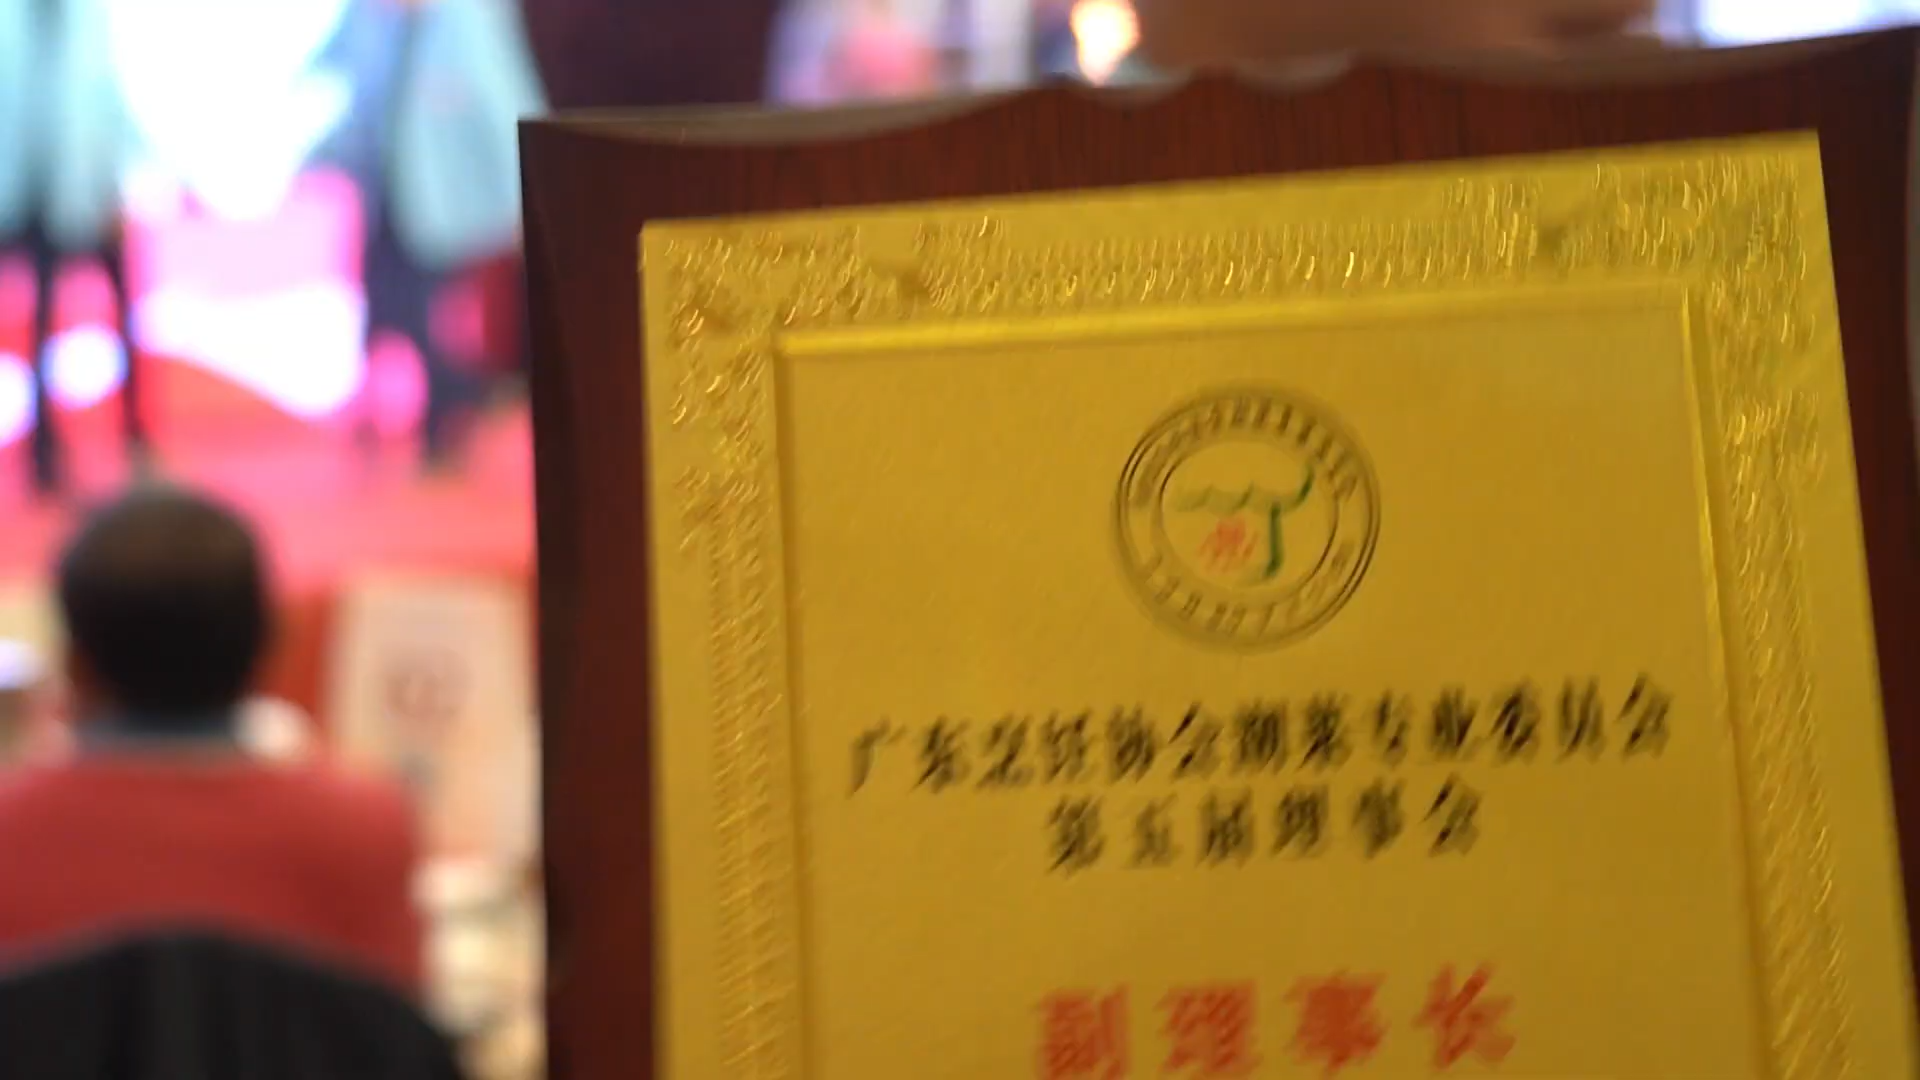 广东烹饪协会潮菜专业委员会
第五届理事会
副理事长